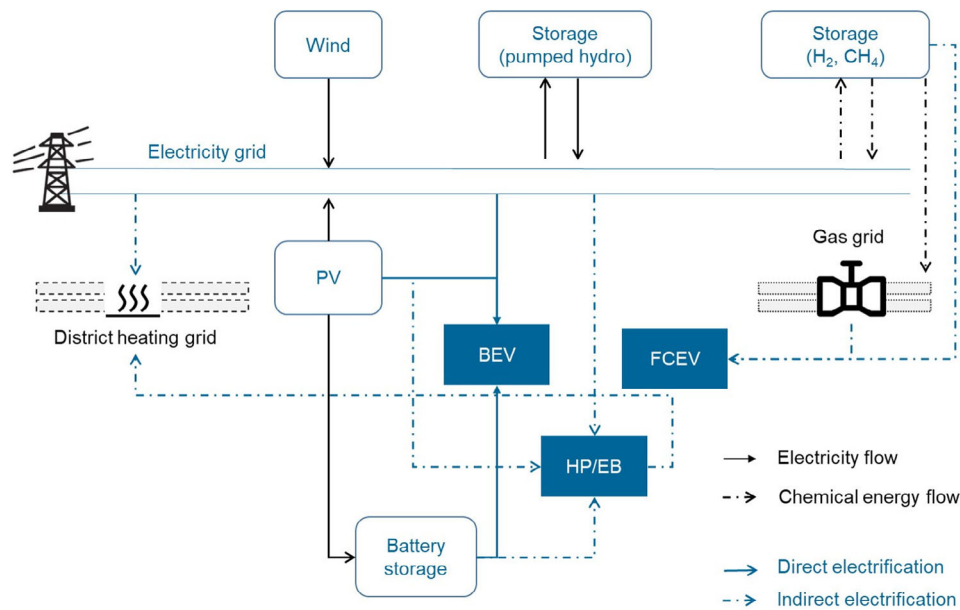 Wind
Storage
(pumped hydro)
Storage
(H₂, CH₄)
Electricity grid
Gas grid
PV
District heating grid
BEV
FCEV
HP/EB
Battery
storage
Electricity flow
Chemical energy flow
Direct electrification
Indirect electrification